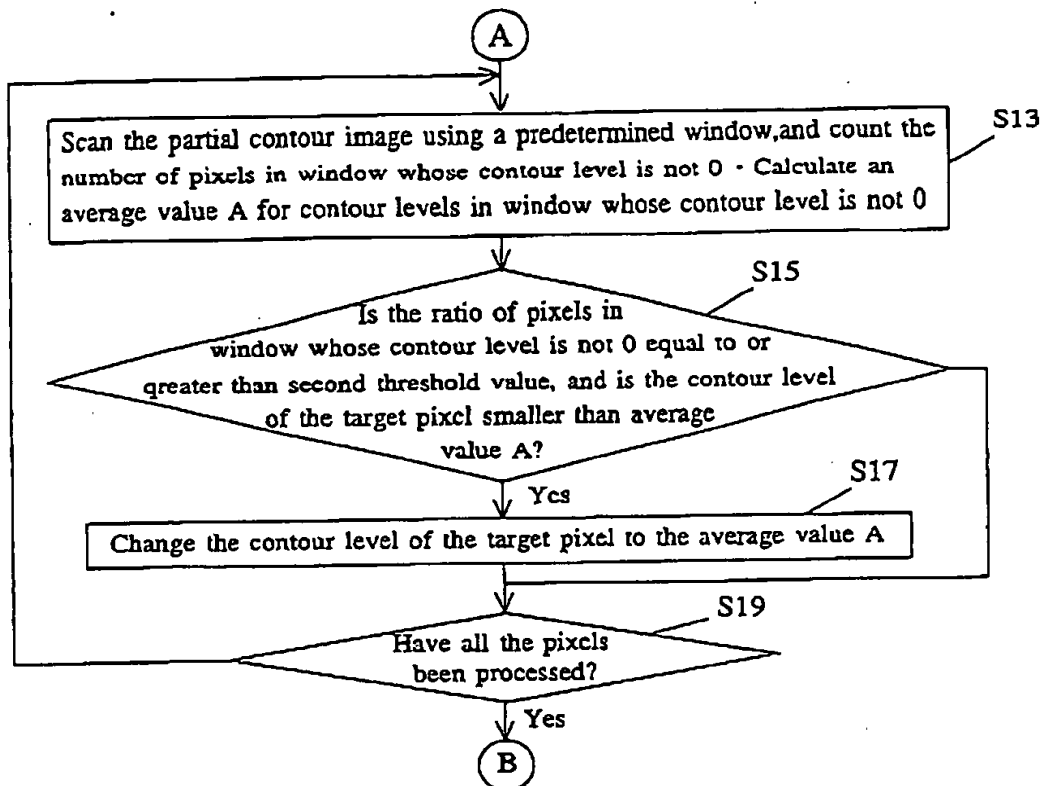 A
Scan the partial contour image using a predetermined window,and count the
number of pixels in window whose contour level is not 0 - Calculate an
average value A for contour levels in window whose contour level is not 0
S13
S15
Is the ratio of pixels in
window whose contour level is not 0 equal to or
greater than second threshold value, and is the contour level
of the target pixel smaller than average
value A?
Yes
S17
Change the contour level of the target pixel to the average value A
S19
Have all the pixels
been processed?
Yes
B